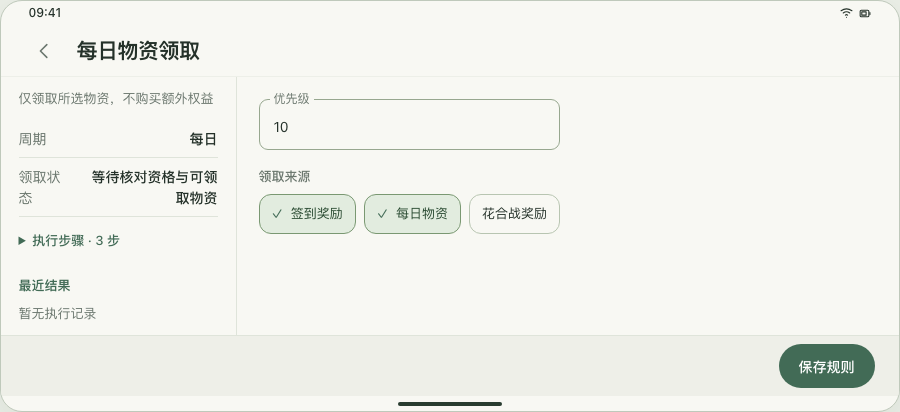 09:41
每日物资领取
仅领取所选物资，不购买额外权益
周期 每日
领取状态 等待核对资格与可领取物资
▶ 执行步骤 · 3 步
最近结果
暂无执行记录
优先级
10
领取来源
✓ 签到奖励 ✓ 每日物资 花合战奖励
保存规则